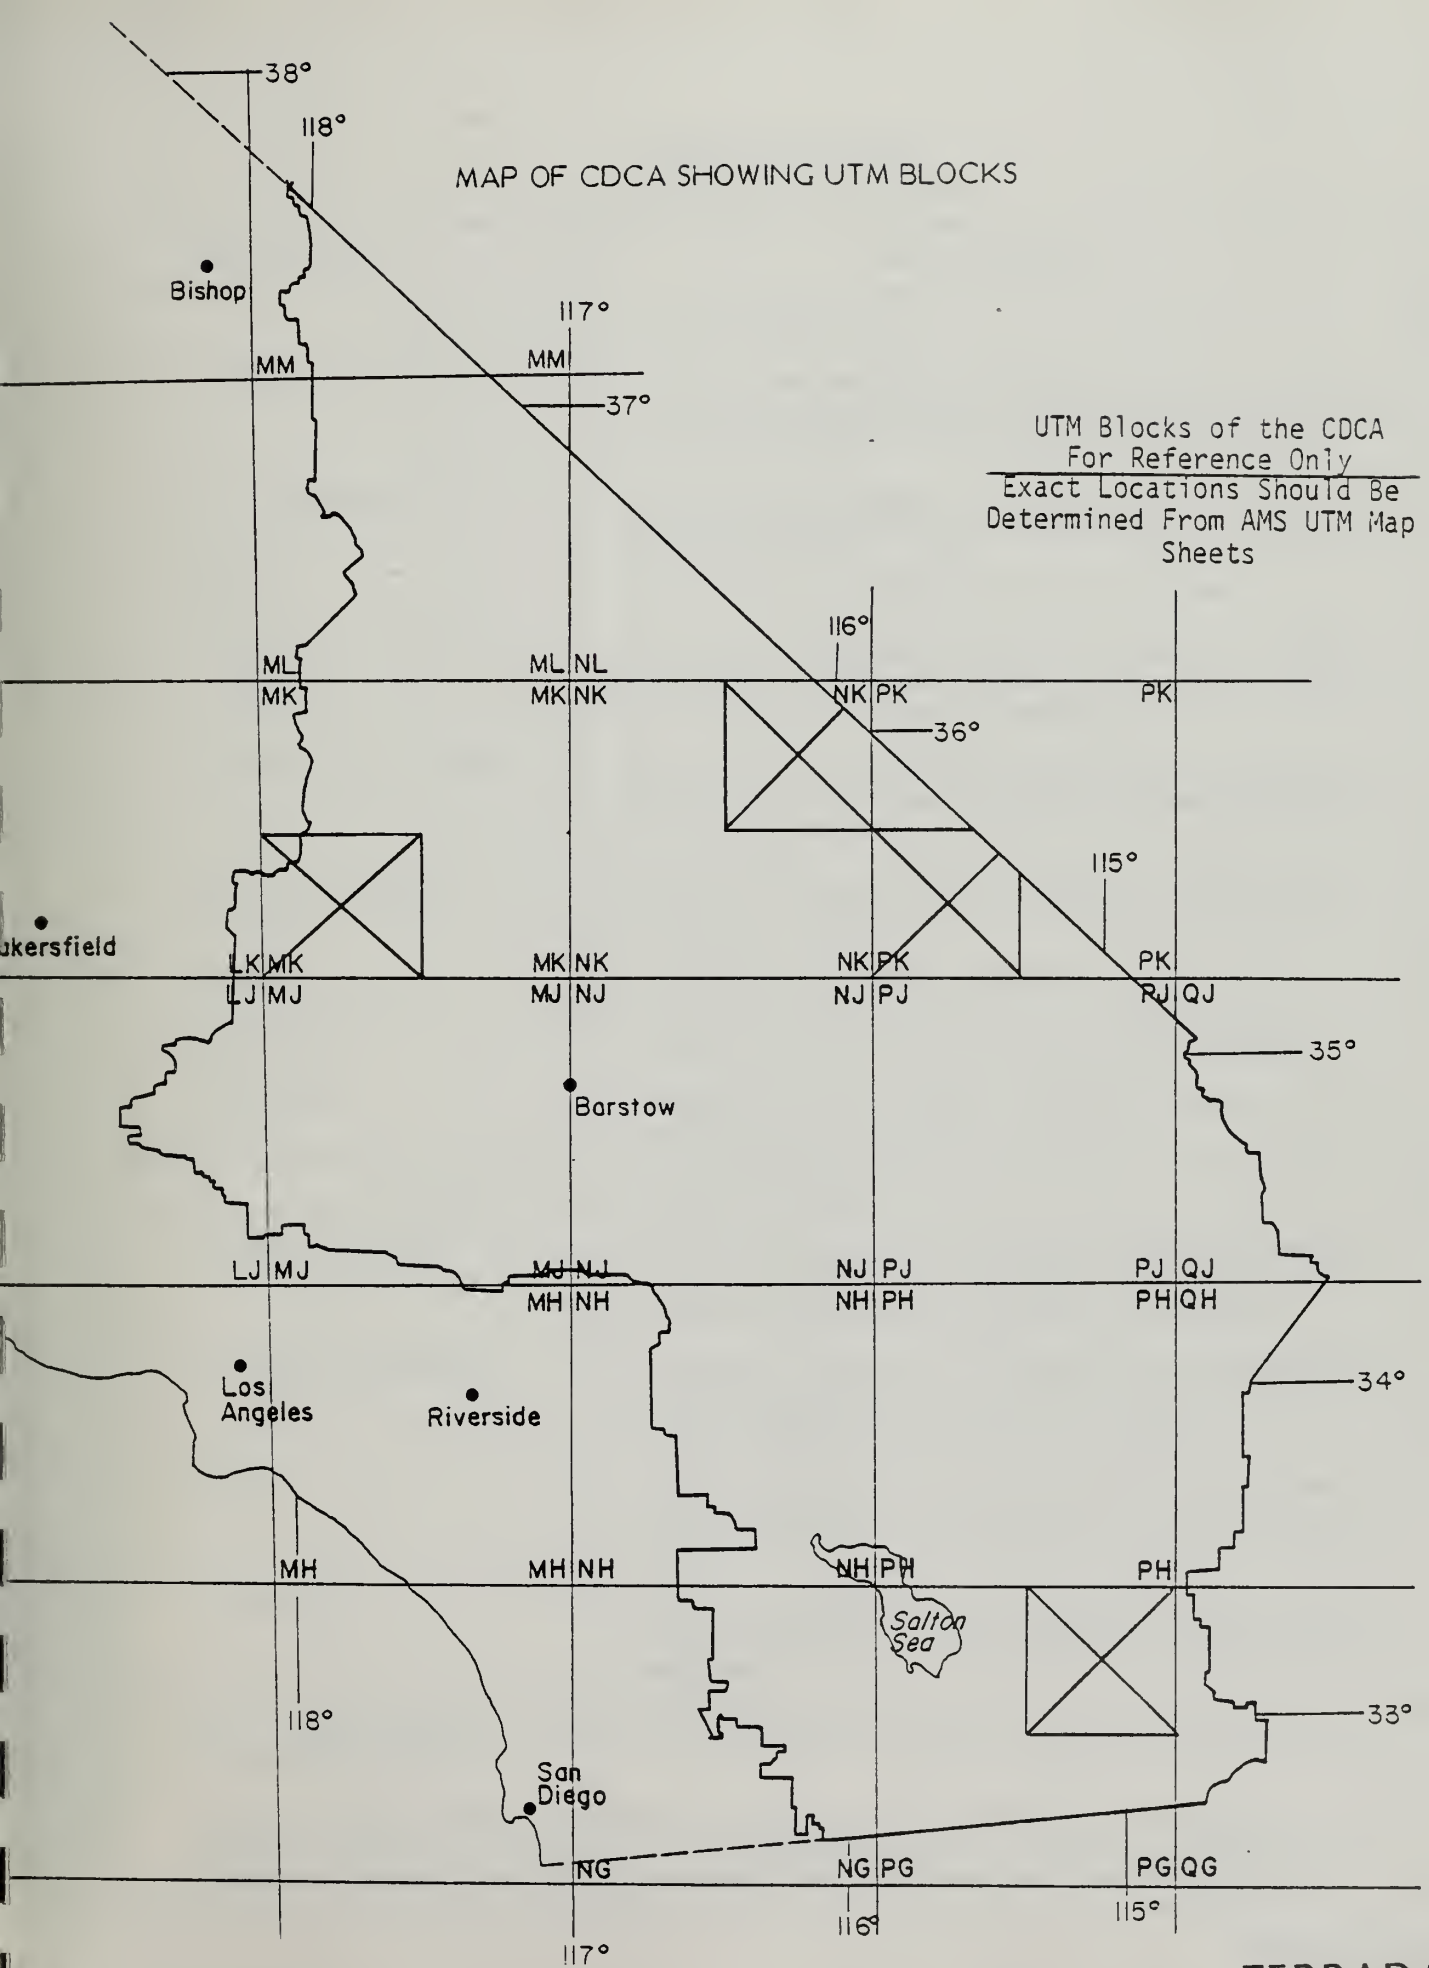 38°
118°
MAP OF CDCA SHOWING UTM BLOCKS
Bishop
117°
MM
MM
37°
UTM Blocks of the CDCA
For Reference Only
Exact Locations Should Be
Determined From AMS UTM Map
Sheets
116°
ML
ML NL
MK
MK NK
NK PK
PK
36°
115°
akersfield
LK MK
MK NK
NK PK
PK
LJ MJ
MJ NJ
NJ PJ
PJ QJ
35°
Barstow
LJ MJ
MJ NJ
NJ PJ
PJ QJ
MH NH
NH PH
PH QH
Los
Angeles
Riverside
34°
MH
MH NH
NH PH
PH
Salton
Sea
118°
33°
San
Diego
NG
NG PG
PG QG
116°
115°
117°